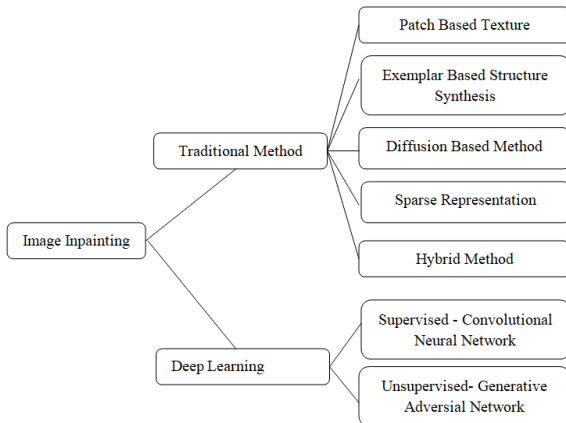 Patch Based Texture
Exemplar Based Structure
Synthesis
Traditional Method
Diffusion Based Method
Sparse Representation
Image Inpainting
Hybrid Method
Supervised - Convolutional
Neural Network
Deep Learning
Unsupervised- Generative
Adversial Network